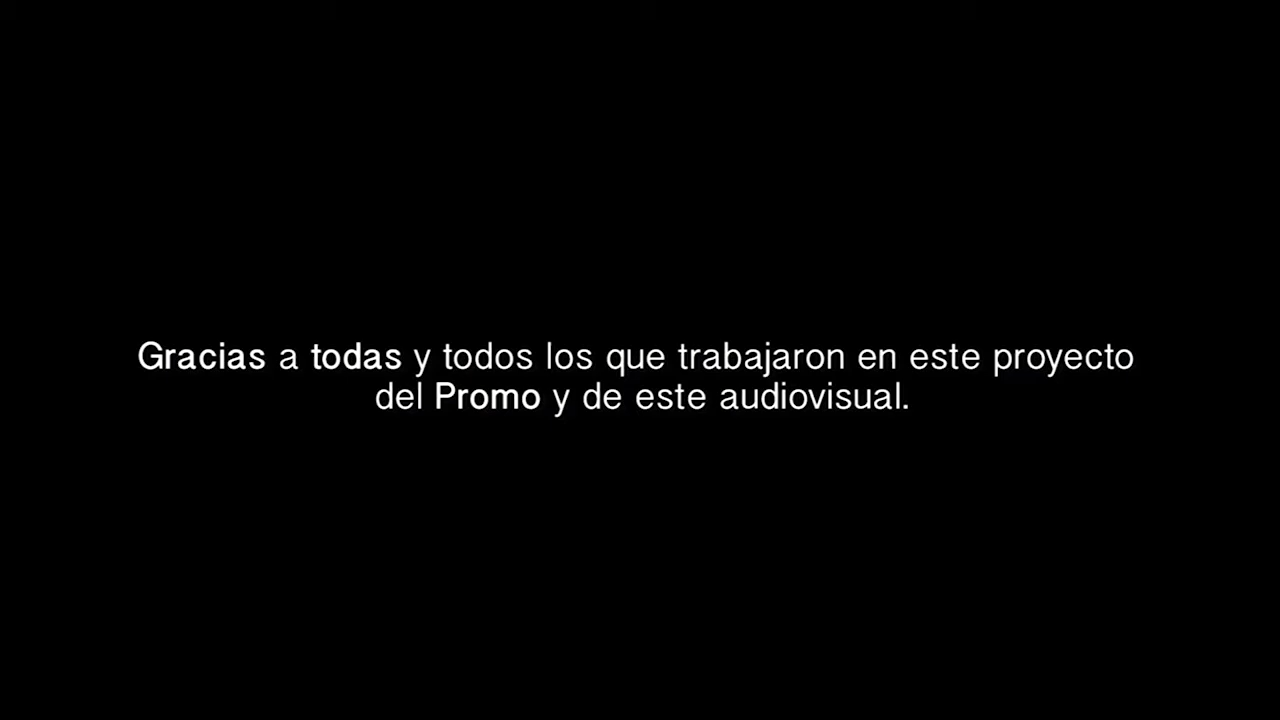 Gracias a todas y todos los que trabajaron en este proyecto
del Promo y de este audiovisual.